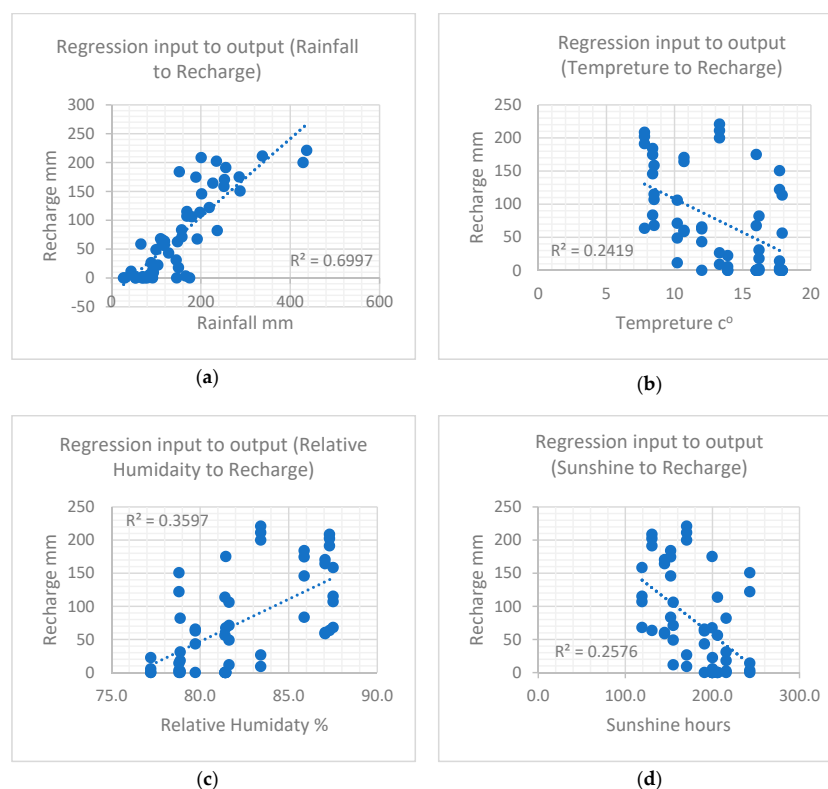 Regression input to output (Rainfall
to Recharge)
300
250
200
150
100
50
0
-50
0
200
400
600
Recharge mm
Rainfall mm
R² = 0.6997
(a)
Regression input to output
(Tempreture to Recharge)
250
200
150
100
50
0
0
5
10
15
20
Recharge mm
Tempreture cᵒ
R² = 0.2419
(b)
Regression input to output (Relative
Humidaity to Recharge)
250
200
150
100
50
0
75.0
80.0
85.0
90.0
Recharge mm
Relative Humidaty %
R² = 0.3597
(c)
Regression input to output
(Sunshine to Recharge)
250
200
150
100
50
0
0.0
100.0
200.0
300.0
Recharge mm
Sunshine hours
R² = 0.2576
(d)